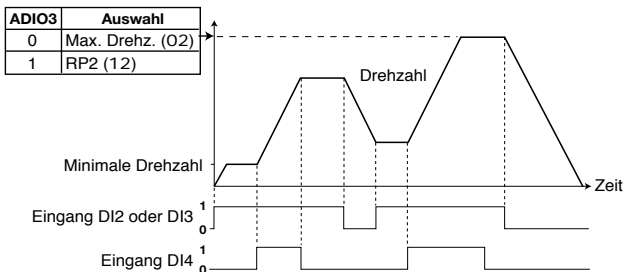 ADIO3 Auswahl
0 Max. Drehz. (02)
1 RP2 (12)
Drehzahl
Minimale Drehzahl
Zeit
Eingang DI2 oder DI3 1
0
Eingang DI4 1
0